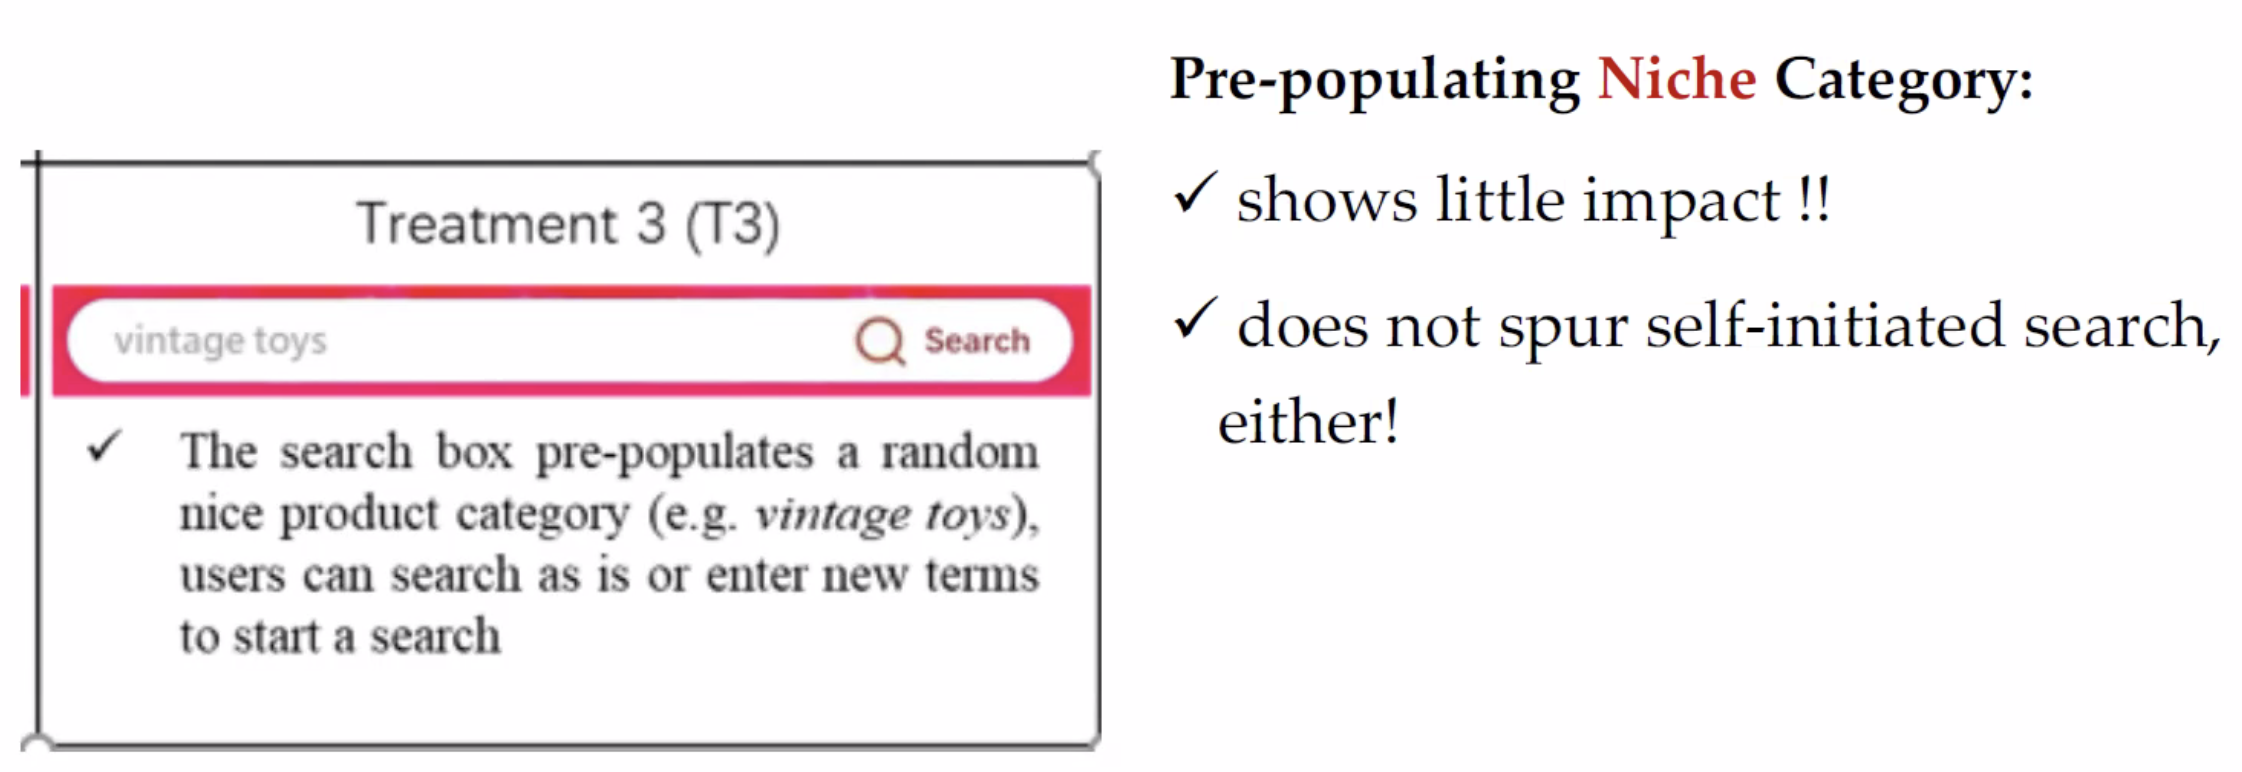 Pre-populating Niche Category:
✓ shows little impact !!
✓ does not spur self-initiated search,
either!
Treatment 3 (T3)
vintage toys
Search
✓ The search box pre-populates a random
nice product category (e.g. vintage toys),
users can search as is or enter new terms
to start a search